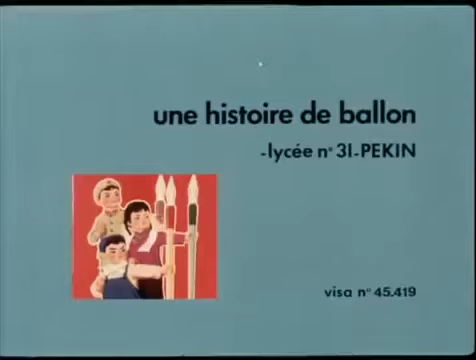 une histoire de ballon
-lycée n° 31-PEKIN
visa n° 45.419